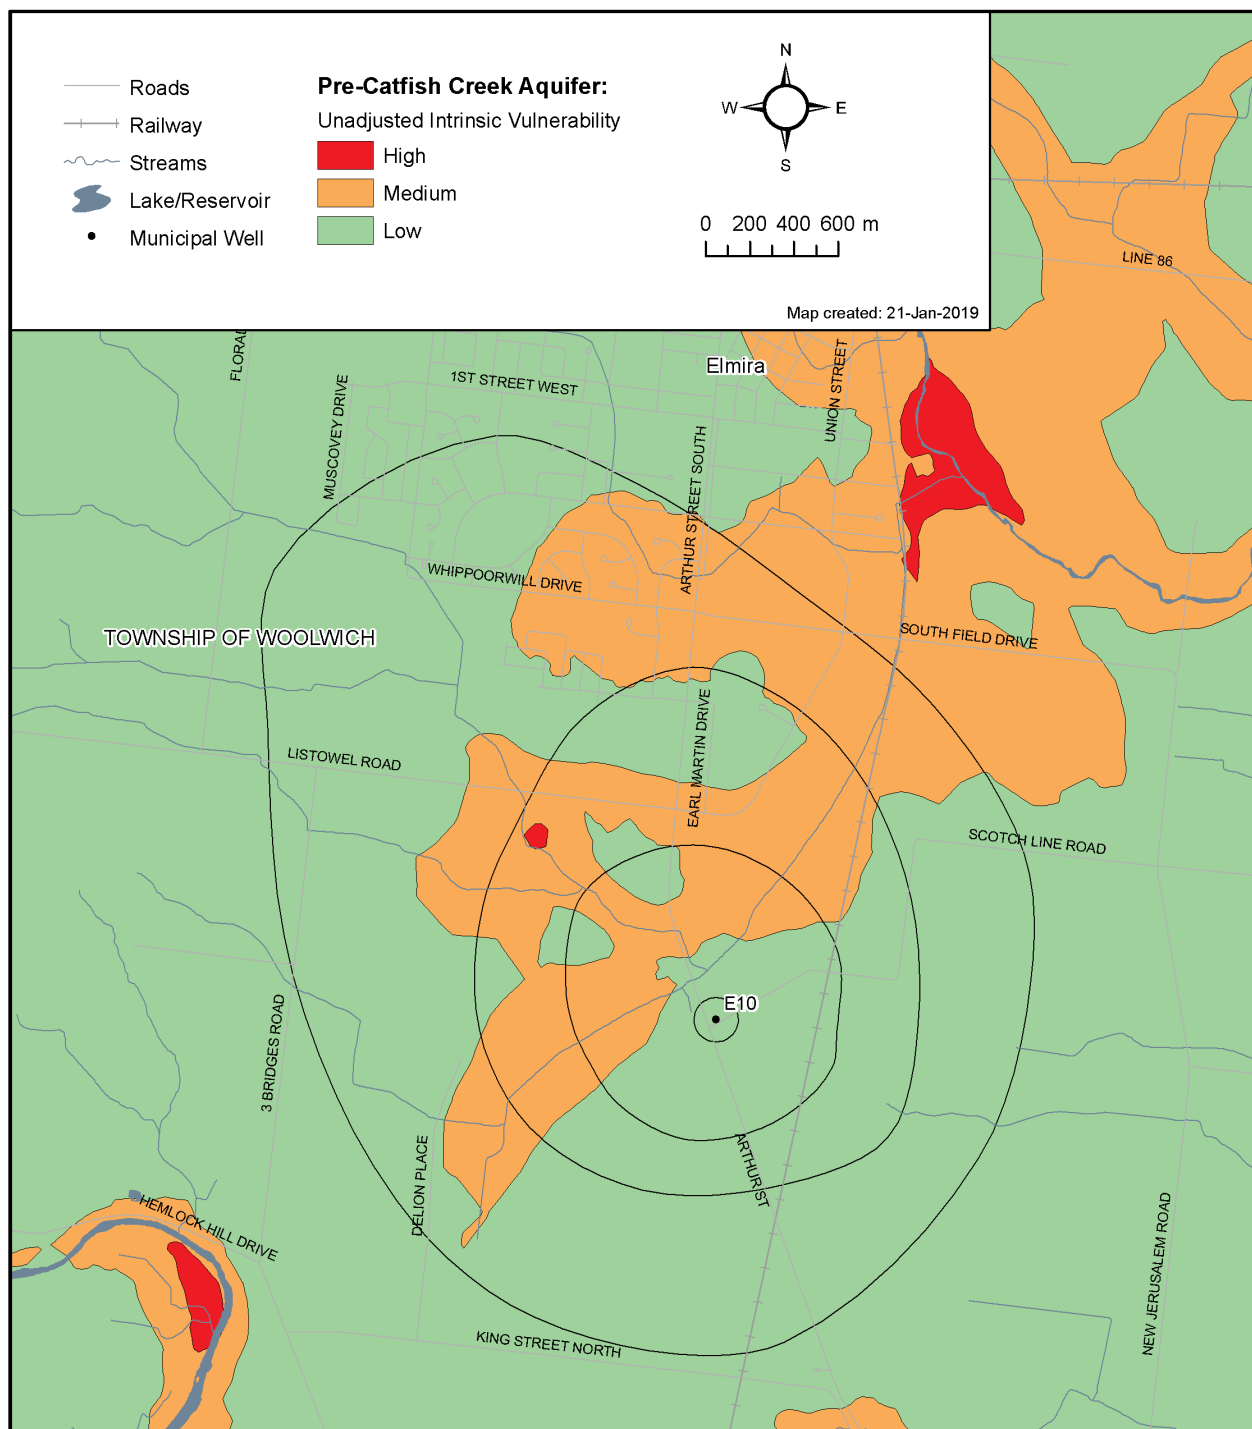 Roads
Railway
Streams
Lake/Reservoir
Municipal Well
Pre-Catfish Creek Aquifer:
Unadjusted Intrinsic Vulnerability
High
Medium
Low
N
W
E
S
0 200 400 600 m
Map created: 21-Jan-2019
LINE 86
FLORAL
MUSCOVEY DRIVE
1ST STREET WEST
Elmira
UNION STREET
ARTHUR STREET SOUTH
WHIPPOORWILL DRIVE
SOUTH FIELD DRIVE
TOWNSHIP OF WOOLWICH
LISTOWEL ROAD
EARL MARTIN DRIVE
SCOTCH LINE ROAD
E10
3 BRIDGES ROAD
DELION PLACE
ARTHUR ST
HEMLOCK HILL DRIVE
NEW JERUSALEM ROAD
KING STREET NORTH